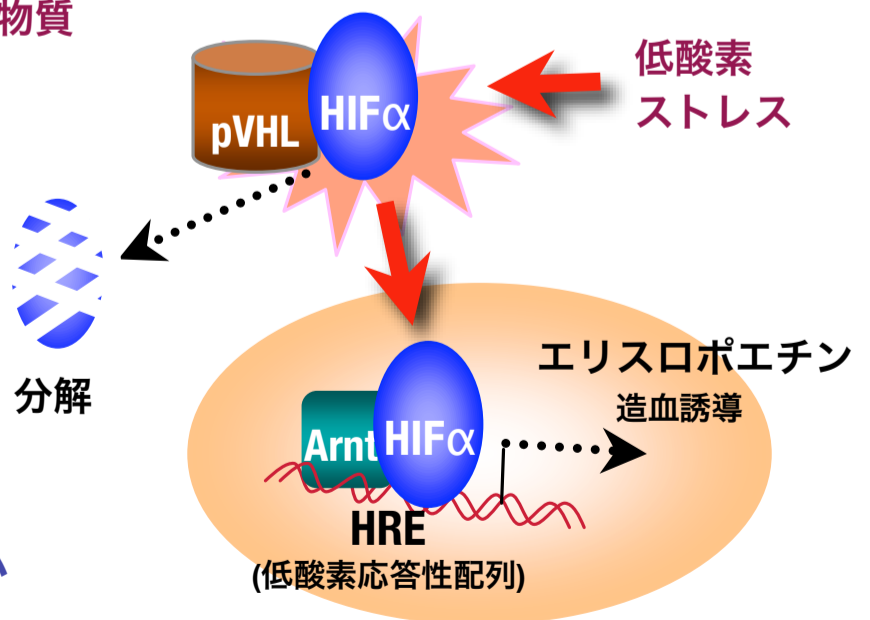 物質
低酸素
ストレス
pVHL
HIFα
分解
エリスロポエチン
造血誘導
Arnt
HIFα
HRE
(低酸素応答性配列)